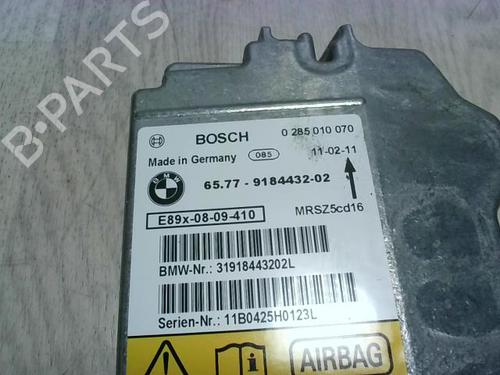 B-PARTS
BOSCH 0 285 010 070
Made in Germany 085 11-02-11
BMW 65.77 - 9184432-02
E89x-08-09-410 MRSZ5cd16
BMW-Nr.: 31918443202L
Serien-Nr.: 11B0425H0123L
AIRBAG